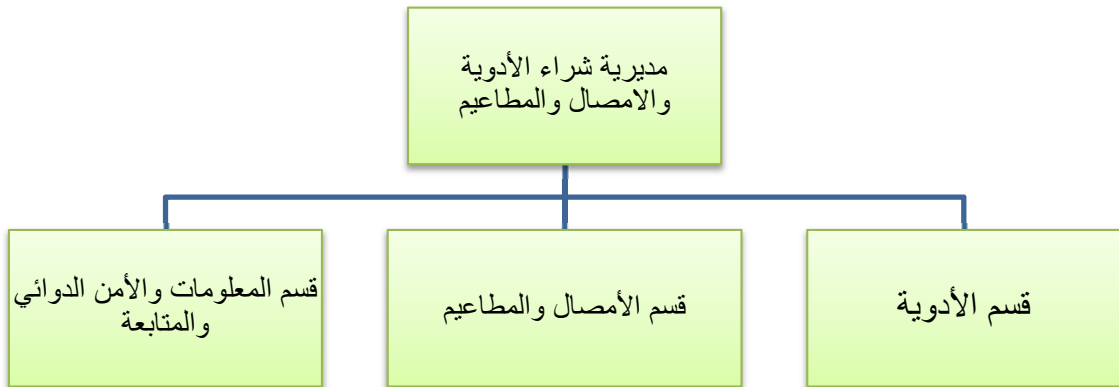 مديرية شراء الأدوية
والامصال والمطاعيم
قسم الأدوية
قسم الأمصال والمطاعيم
قسم المعلومات والأمن الدوائي
والمتابعة